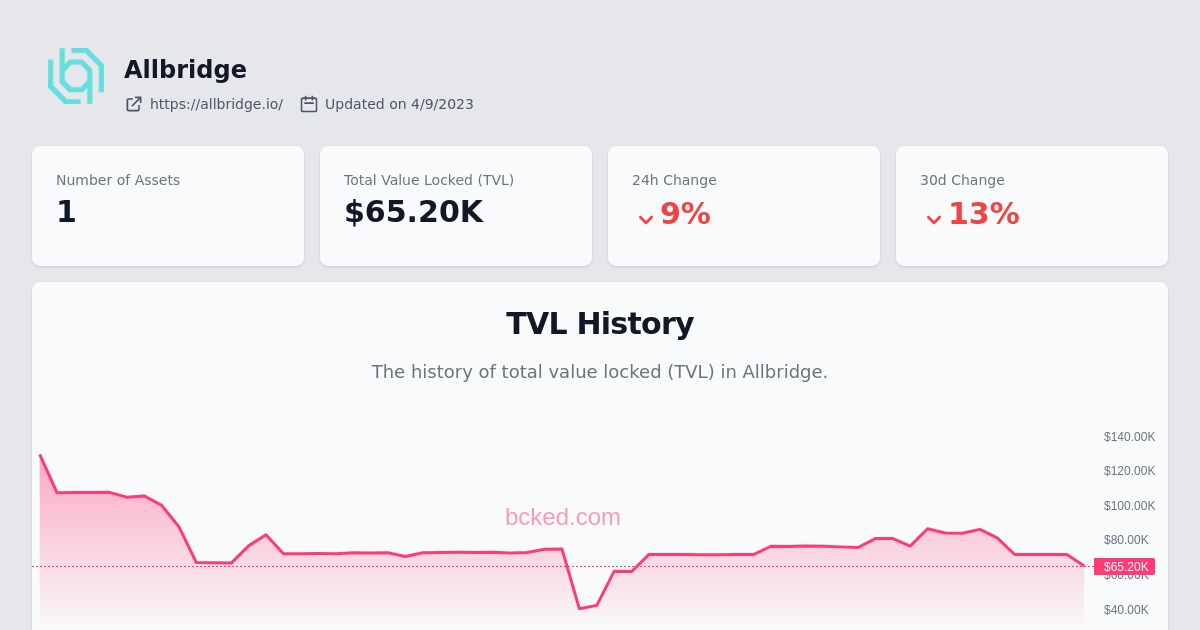 Allbridge
https://allbridge.io/ Updated on 4/9/2023
Number of Assets
1
Total Value Locked (TVL)
$65.20K
24h Change
9%
30d Change
13%
TVL History
The history of total value locked (TVL) in Allbridge.
$140.00K
$120.00K
$100.00K
bcked.com
$80.00K
$65.20K
$60.00K
$40.00K